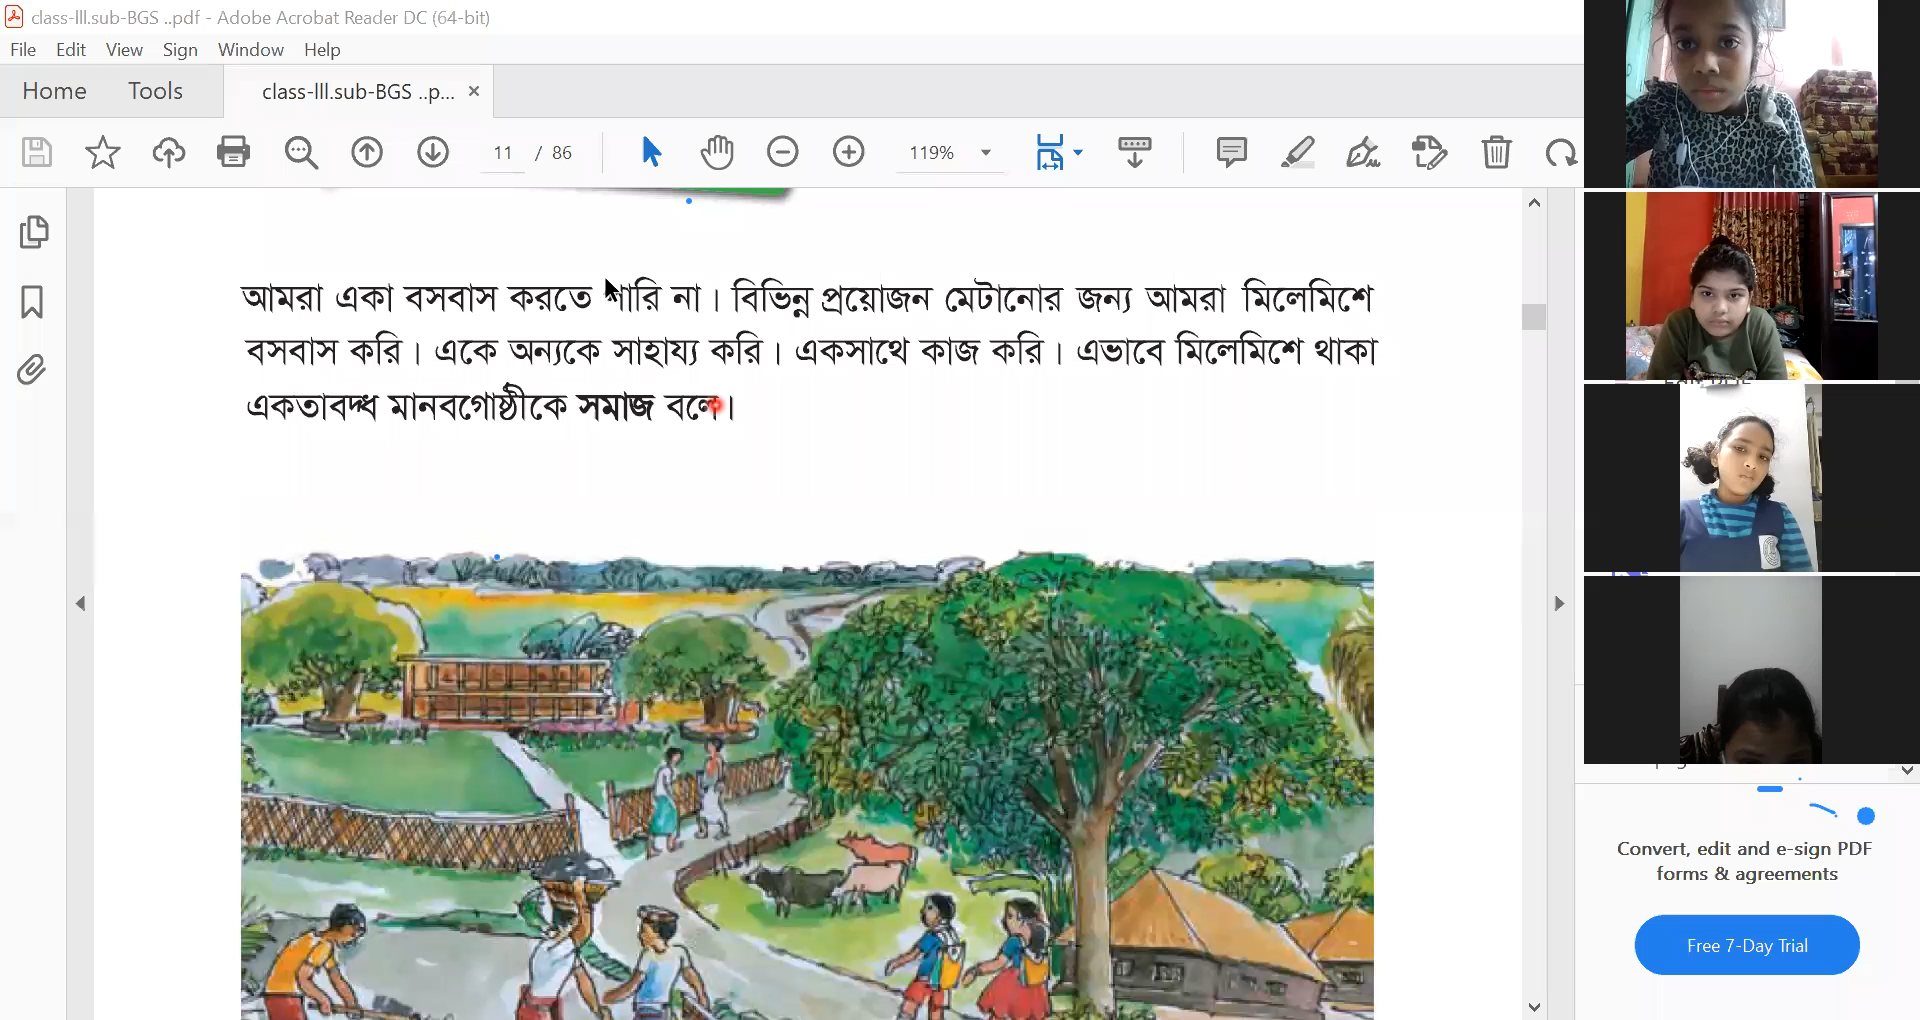 class-lll.sub-BGS ..pdf - Adobe Acrobat Reader DC (64-bit)
File Edit View Sign Window Help
Home Tools class-lll.sub-BGS ..p... ×
11 / 86 119%
আমরা একা বসবাস করতে পারি না। বিভিন্ন প্রয়োজন মেটানোর জন্য আমরা মিলেমিশে
বসবাস করি। একে অন্যকে সাহায্য করি। একসাথে কাজ করি। এভাবে মিলেমিশে থাকা
একতাবদ্ধ মানবগোষ্ঠীকে সমাজ বলে।
Convert, edit and e-sign PDF
forms & agreements
Free 7-Day Trial